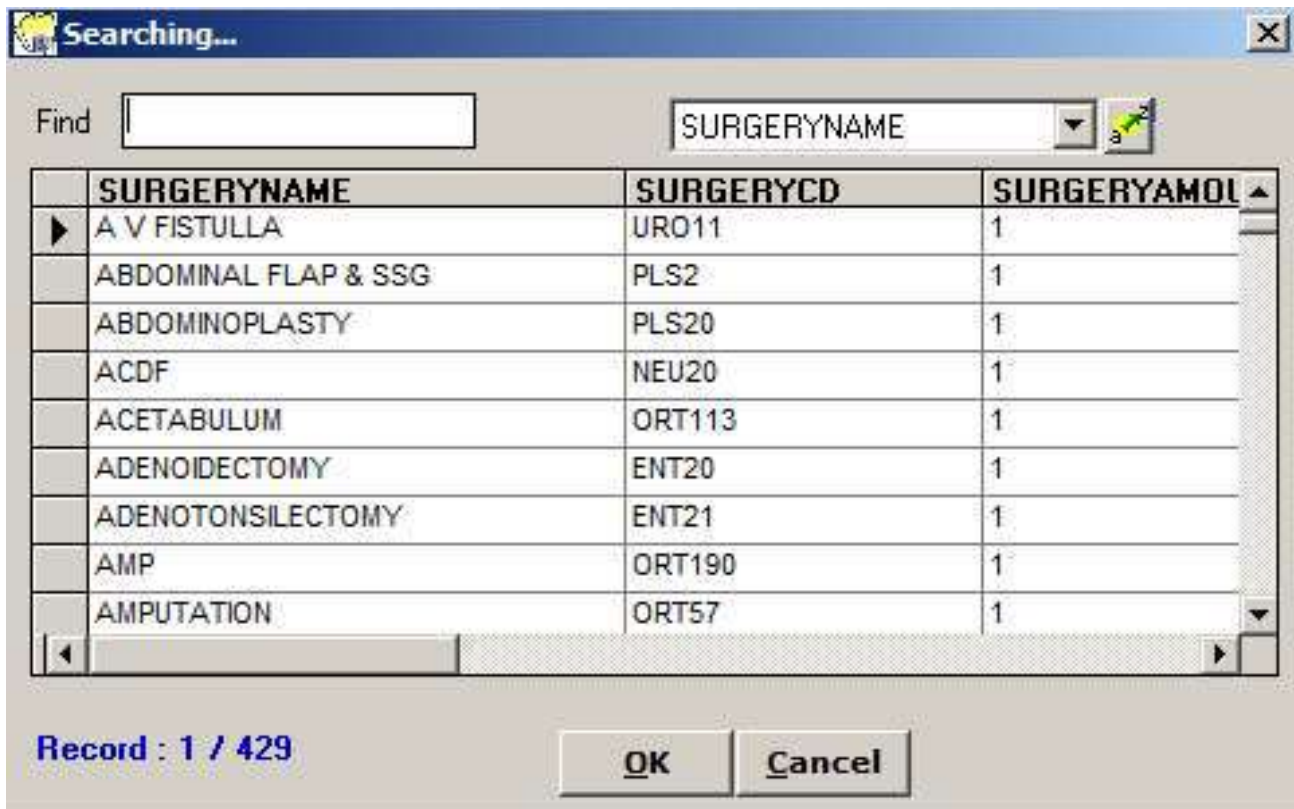 Searching...
Find SURGERYNAME a z
SURGERYNAME SURGERYCD SURGERYAMOU
A V FISTULLA URO11 1
ABDOMINAL FLAP & SSG PLS2 1
ABDOMINOPLASTY PLS20 1
ACDF NEU20 1
ACETABULUM ORT113 1
ADENOIDECTOMY ENT20 1
ADENOTONSILECTOMY ENT21 1
AMP ORT190 1
AMPUTATION ORT57 1
Record : 1 / 429 OK Cancel